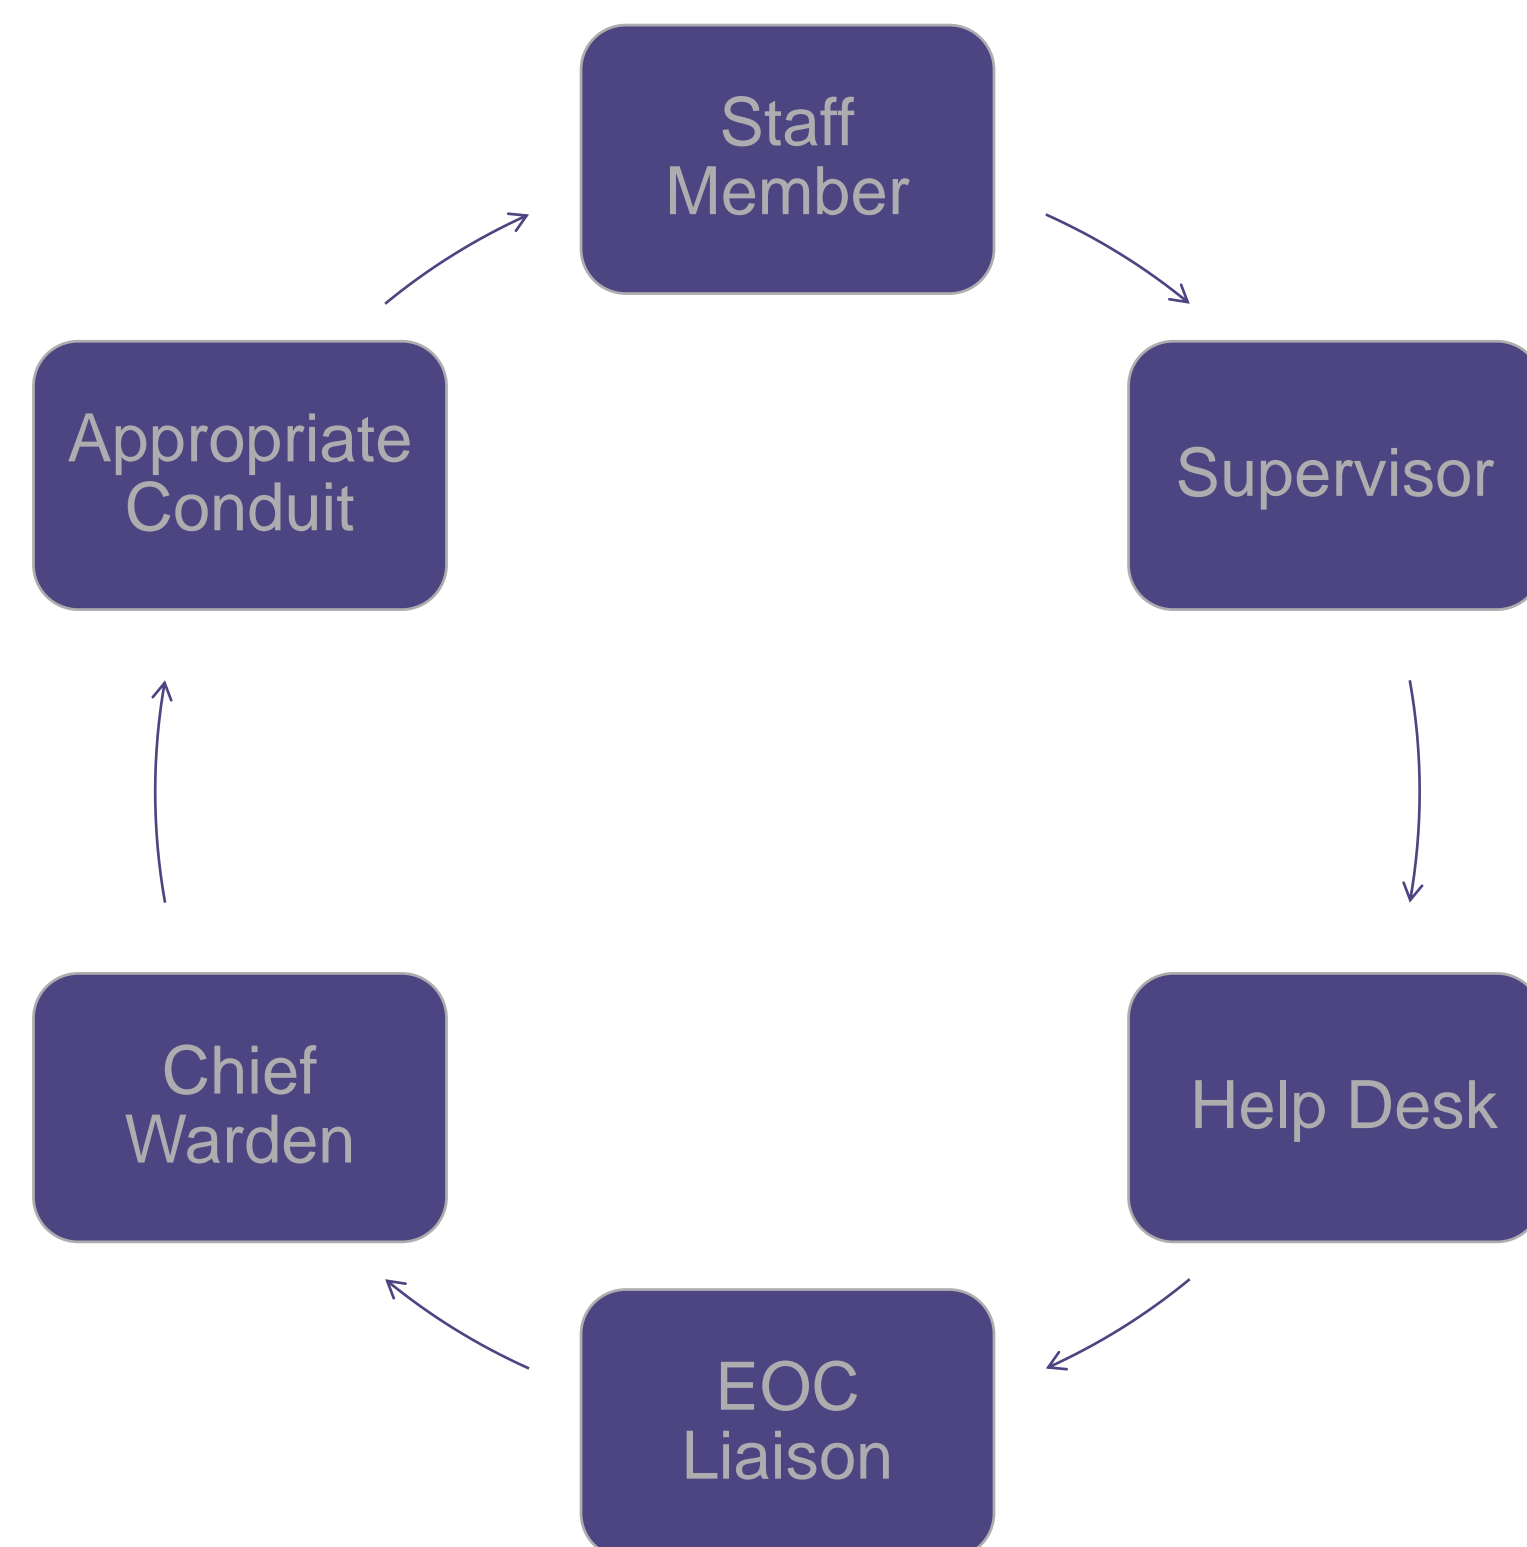 Staff
Member
Supervisor
Help Desk
EOC
Liaison
Chief
Warden
Appropriate
Conduit